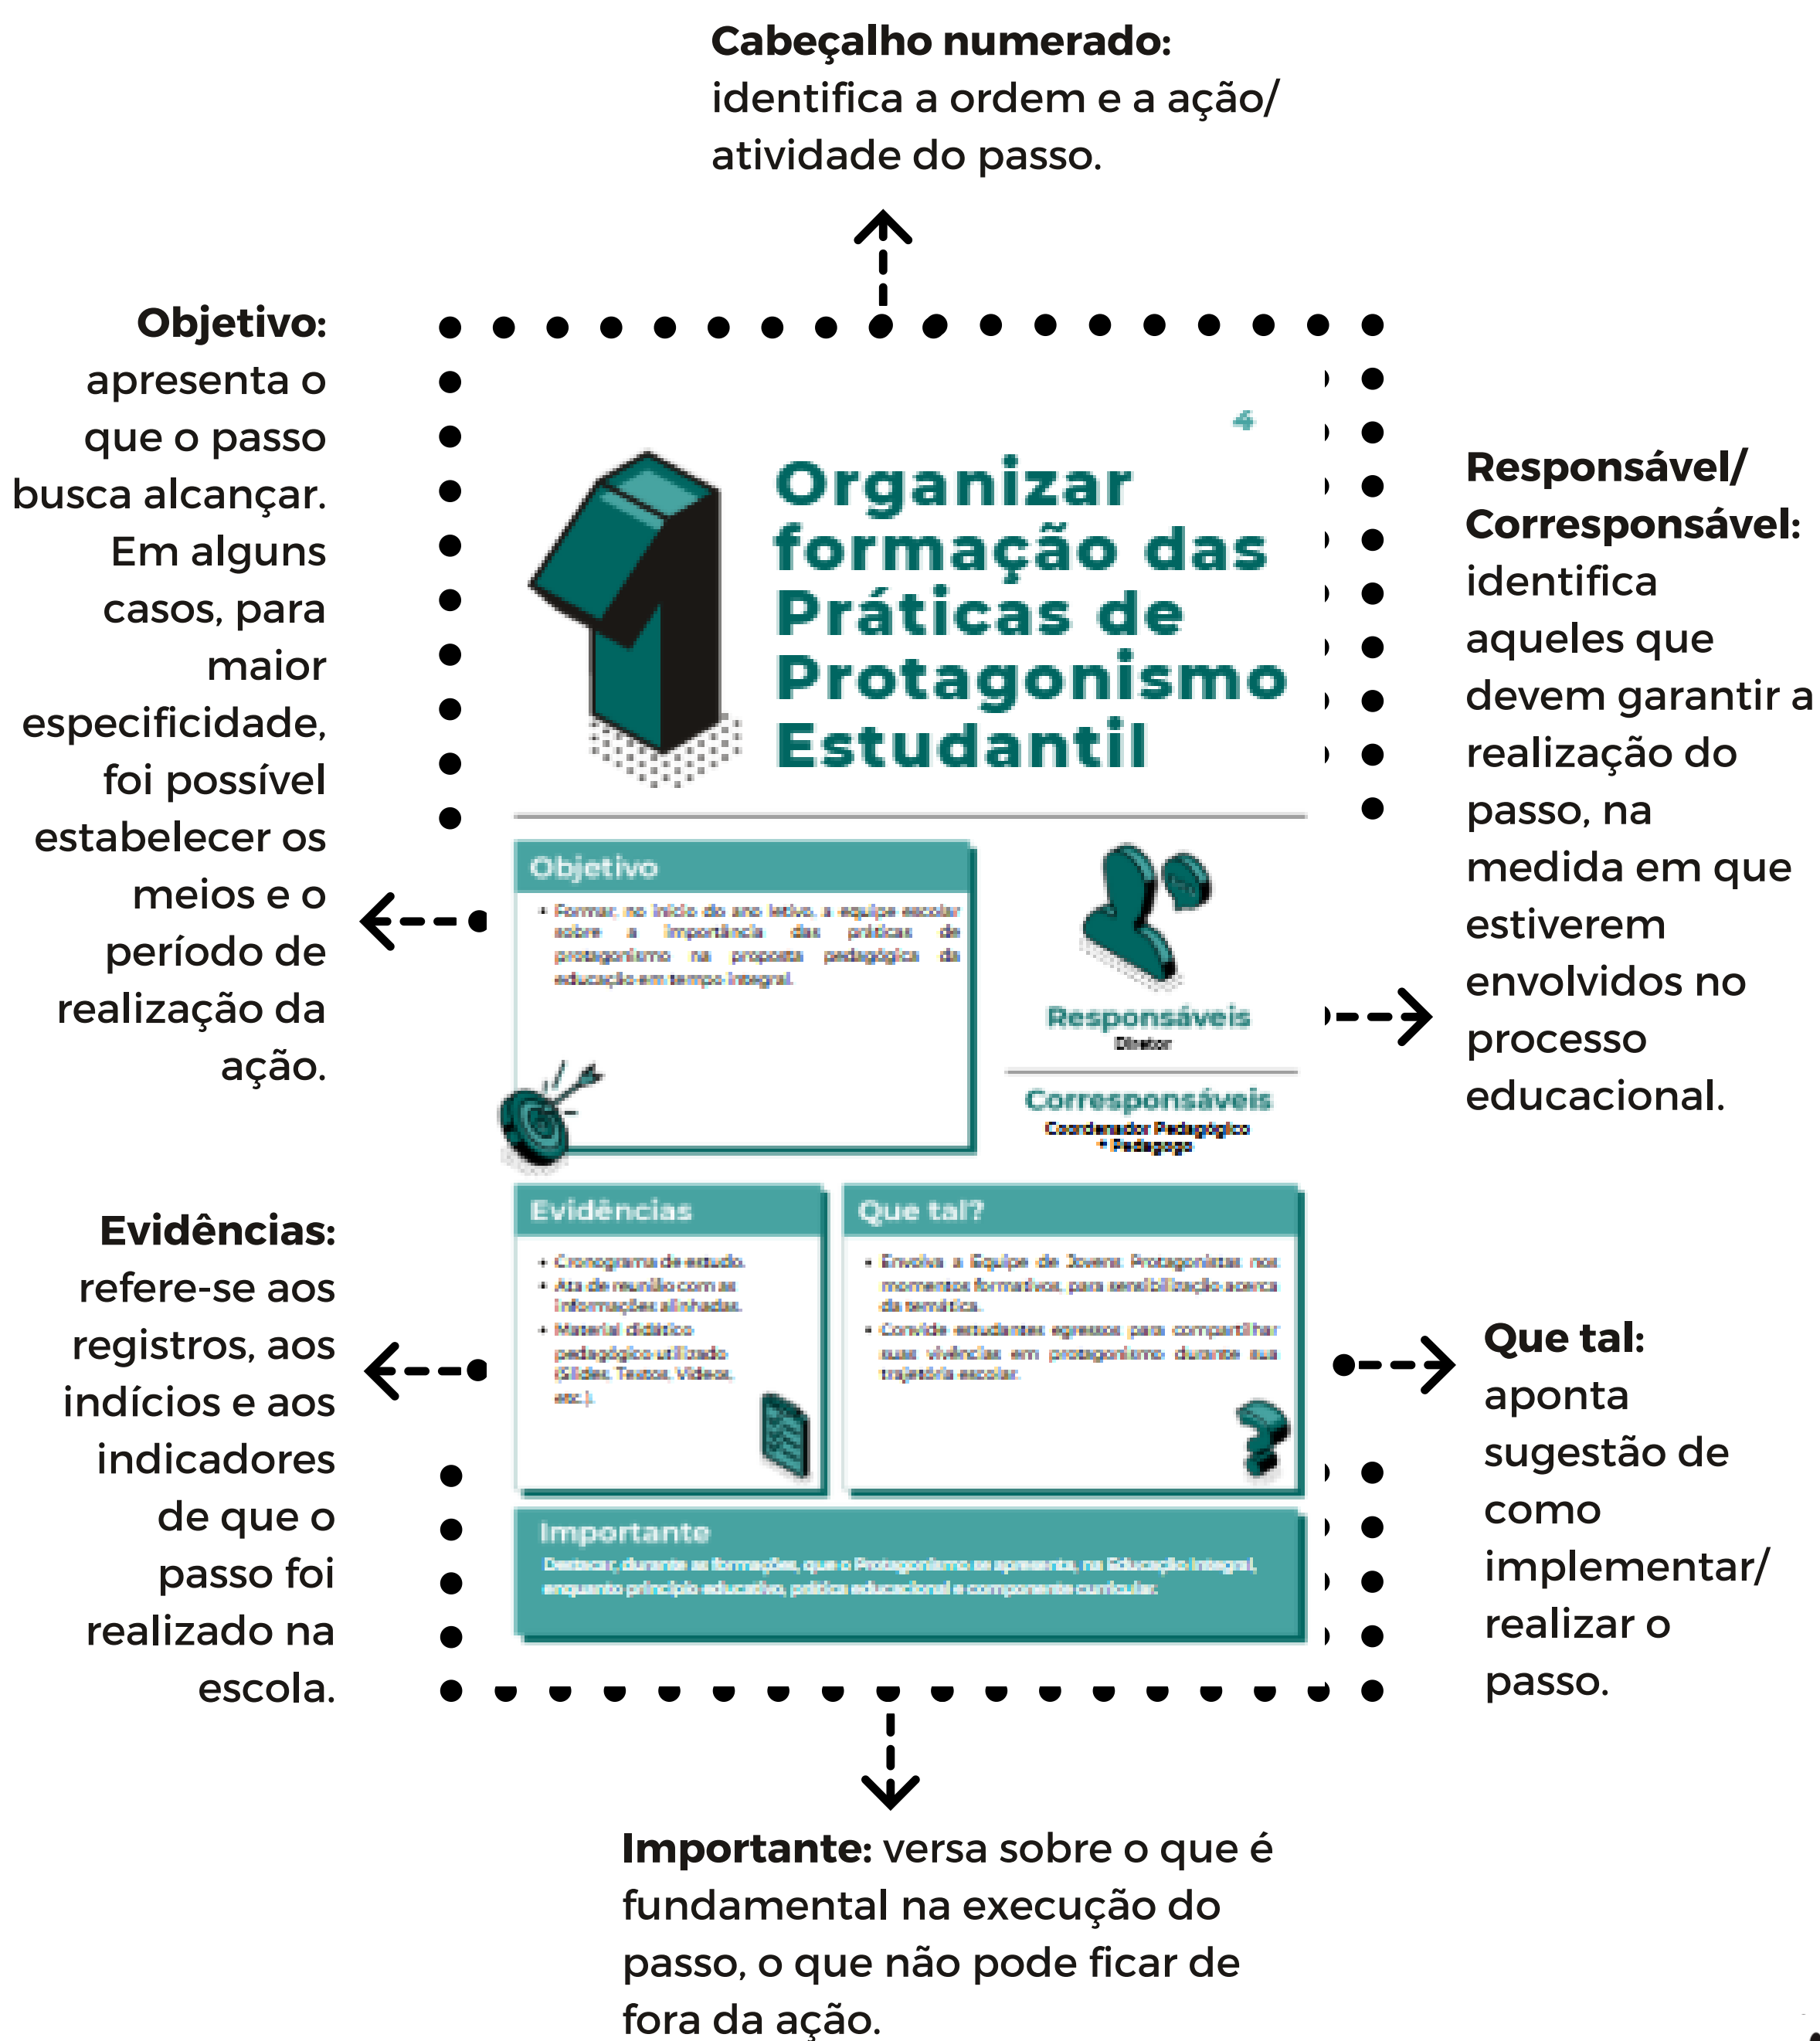 Cabeçalho numerado:
identifica a ordem e a ação/
atividade do passo.
Objetivo:
apresenta o
que o passo
busca alcançar.
Em alguns
casos, para
maior
especificidade,
foi possível
estabelecer os
meios e o
período de
realização da
ação.
Evidências:
refere-se aos
registros, aos
indícios e aos
indicadores
de que o
passo foi
realizado na
escola.
4
1
Organizar
formação das
Práticas de
Protagonismo
Estudantil
Objetivo
• Formar, no início do ano letivo, a equipe escolar
sobre a importância das práticas de
protagonismo na proposta pedagógica da
educação em tempo integral.
Responsáveis
Diretor
Corresponsáveis
Coordenador Pedagógico
* Pedagogo
Evidências
• Cronograma de estudo.
• Ata de reunião com as
informações alinhadas.
• Material didático
pedagógico utilizado
(Slides, Textos, Vídeos,
etc.).
Que tal?
• Envolva a Equipe de Jovens Protagonistas nos
momentos formativos, para sensibilização acerca
da temática.
• Convide estudantes egressos para compartilhar
suas vivências em protagonismo durante sua
trajetória escolar.
Importante
Destacar, durante as formações, que o Protagonismo se apresenta, na Educação Integral,
enquanto princípio educativo, prática educacional e componente curricular.
Responsável/
Corresponsável:
identifica
aqueles que
devem garantir a
realização do
passo, na
medida em que
estiverem
envolvidos no
processo
educacional.
Que tal:
aponta
sugestão de
como
implementar/
realizar o
passo.
Importante: versa sobre o que é
fundamental na execução do
passo, o que não pode ficar de
fora da ação.